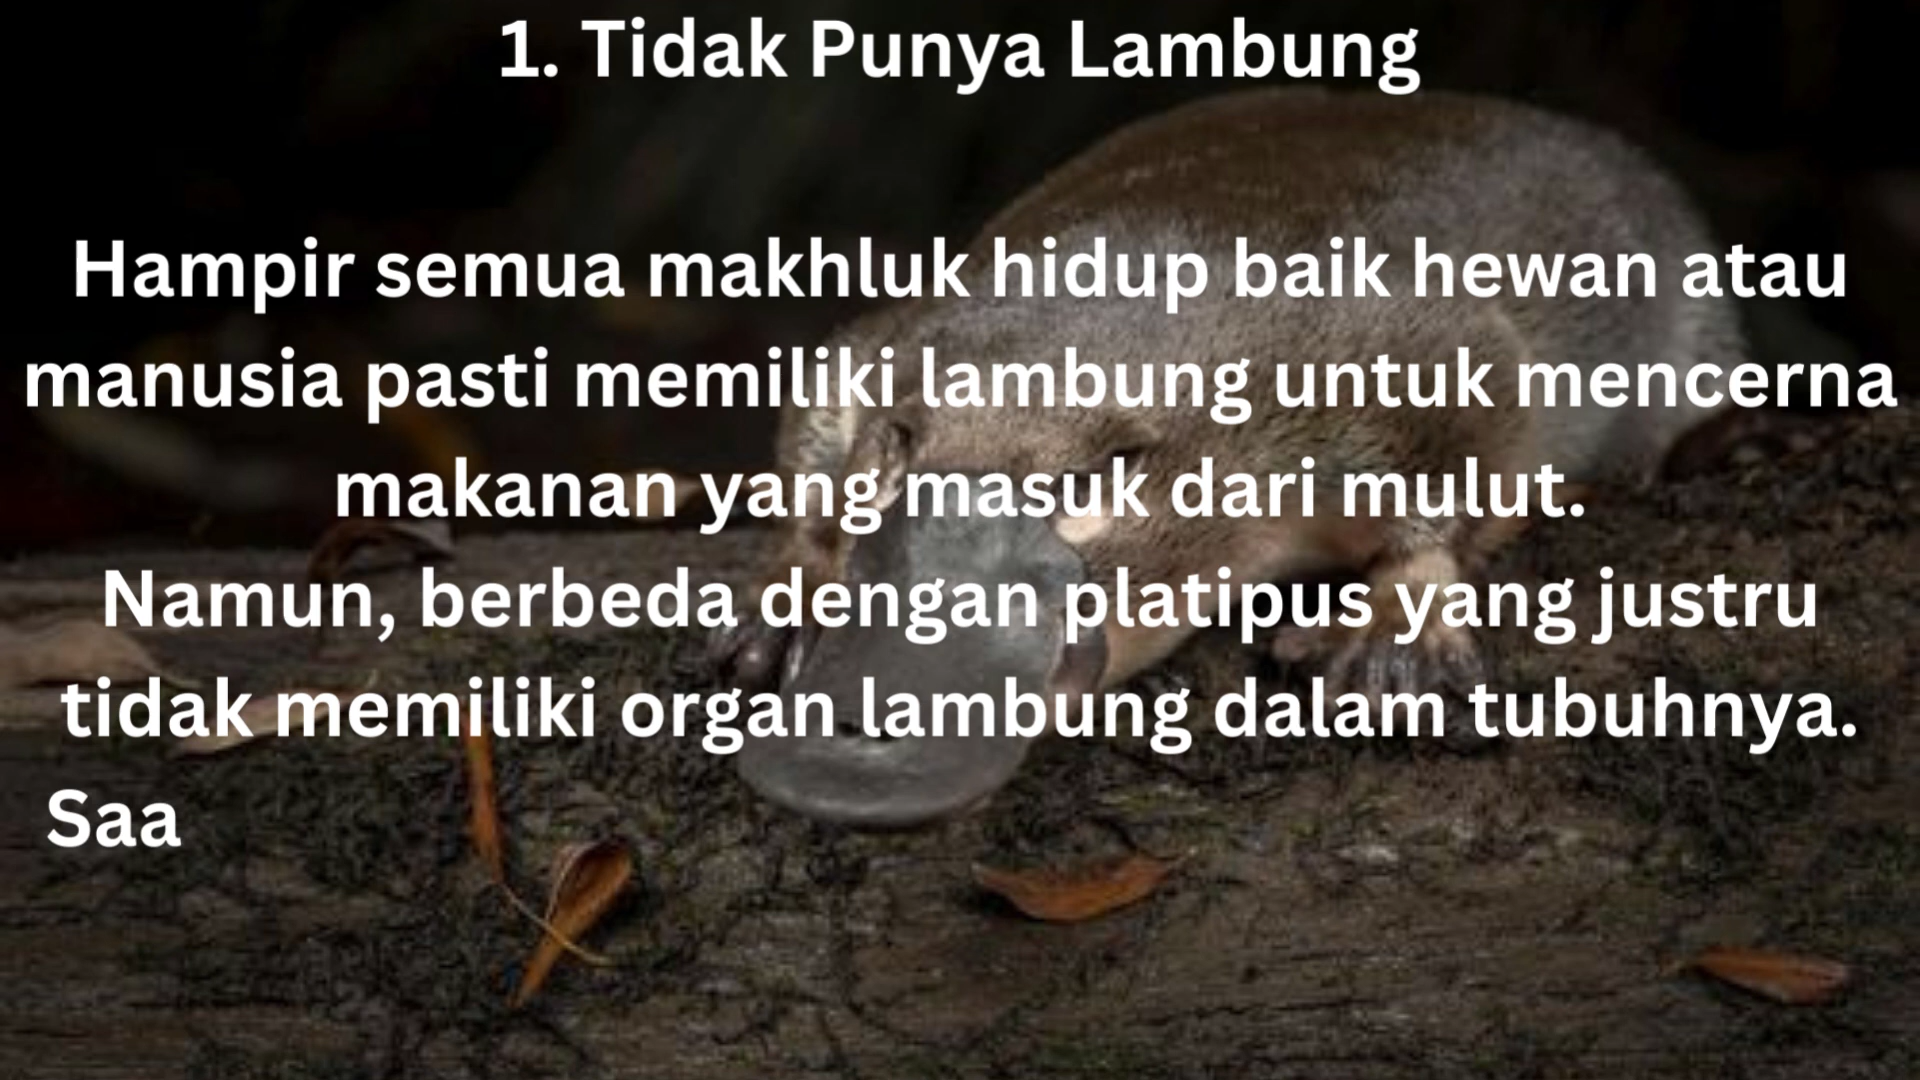 1. Tidak Punya Lambung
Hampir semua makhluk hidup baik hewan atau
manusia pasti memiliki lambung untuk mencerna
makanan yang masuk dari mulut.
Namun, berbeda dengan platipus yang justru
tidak memiliki organ lambung dalam tubuhnya.
Saa